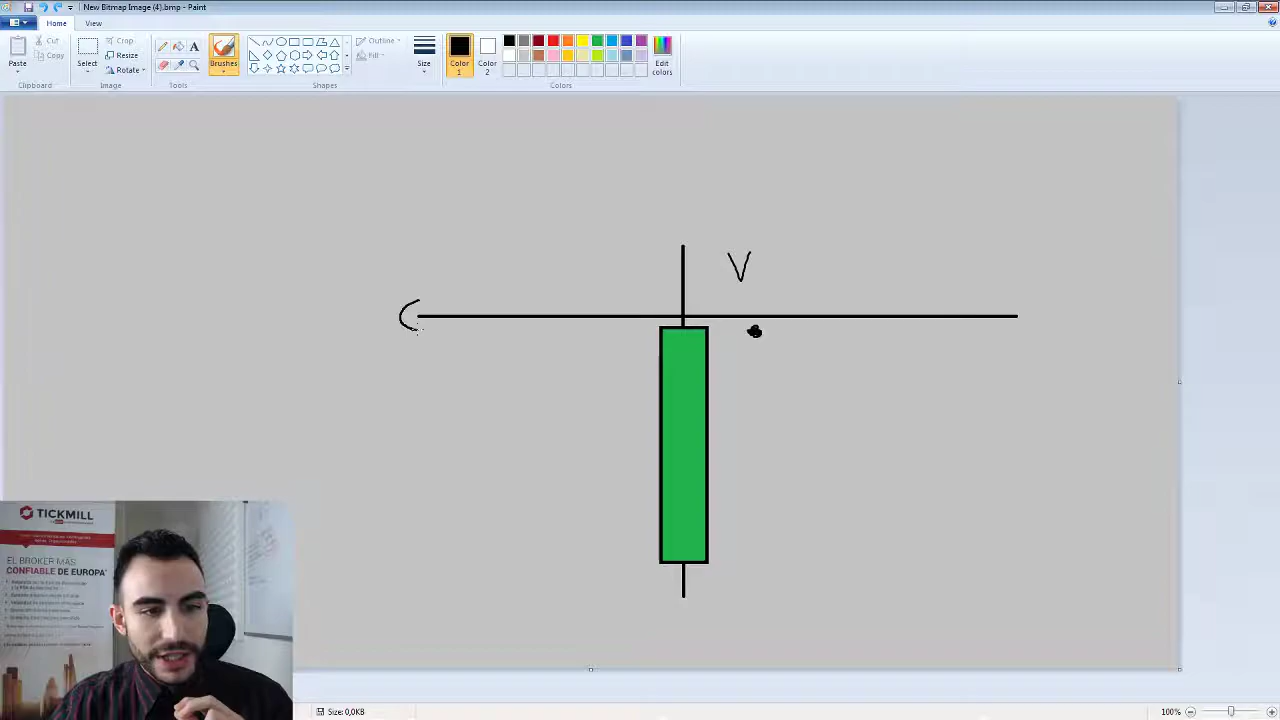 New Bitmap Image (4).bmp - Paint
Home View
Paste
Cut
Copy
Clipboard
Select
Crop
Resize
Rotate
Image
A
Tools
Brushes
Outline
Fill
Shapes
Size
Color 1
Color 2
Edit colors
Colors
V
C
TICKMILL
EL BROKER MÁS
CONFIABLE DE EUROPA*
Size: 0,0KB
100%